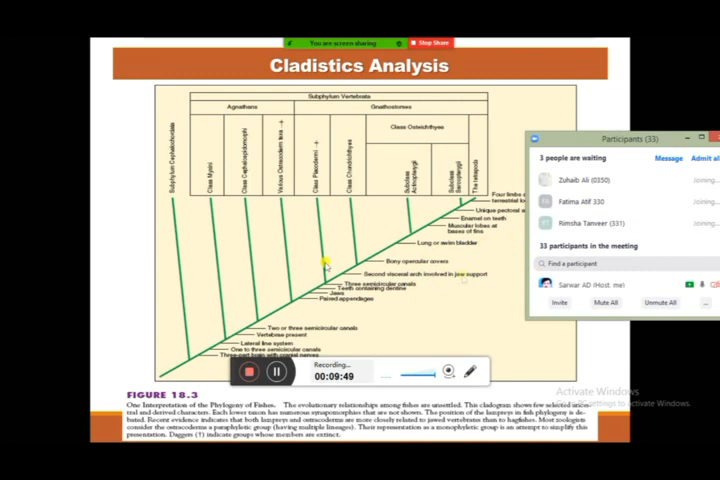 You are screen sharing
Stop Share
Cladistics Analysis
Subphylum Vertebrata
Agnathans
Gnathostomes
Class Osteichthyes
Subphylum Cephalochordata
Class Myxini
Class Cephalaspidomorphi
Class Placodermi
Class Chondrichthyes
Subclass Actinopterygii
Subclass Sarcopterygii
The tetrapods
Four limbs a
terrestrial lo
Unique pectoral a
Enamel on teeth
Muscular lobes at
bases of fins
Lung or swim bladder
Bony opercular covers
Second visceral arch involved in jaw support
Three semicircular canals
Teeth containing dentine
Jaws
Paired appendages
Two or three semicircular canals
Vertebrae present
Lateral line system
One to three semicircular canals
Three-part brain with cranial nerves
Participants (33)
3 people are waiting
Message
Admit all
Zuhaib Ali (0350)
Joining...
FA
Fatima Atif 330
Joining...
RT
Rimsha Tanveer (331)
Joining...
33 participants in the meeting
Find a participant
Sarwar AD (Host, me)
Invite
Mute All
Unmute All
...
Recording...
00:09:49
Activate Windows
settings to activate Windows.
FIGURE 18.3
One Interpretation of the Phylogeny of Fishes. The evolutionary relationships among fishes are unsettled. This cladogram shows few selected ances-
tral and derived characters. Each lower taxon has numerous synapomorphies that are not shown. The position of the lampreys in fish phylogeny is de-
bated. Recent evidence indicates that both lampreys and ostracoderms are more closely related to jawed vertebrates than to hagfishes. Most zoologists
consider the ostracoderms a paraphyletic group (having multiple lineages). Their representation as a monophyletic group is an attempt to simplify this
presentation. Daggers (†) indicate groups whose members are extinct.